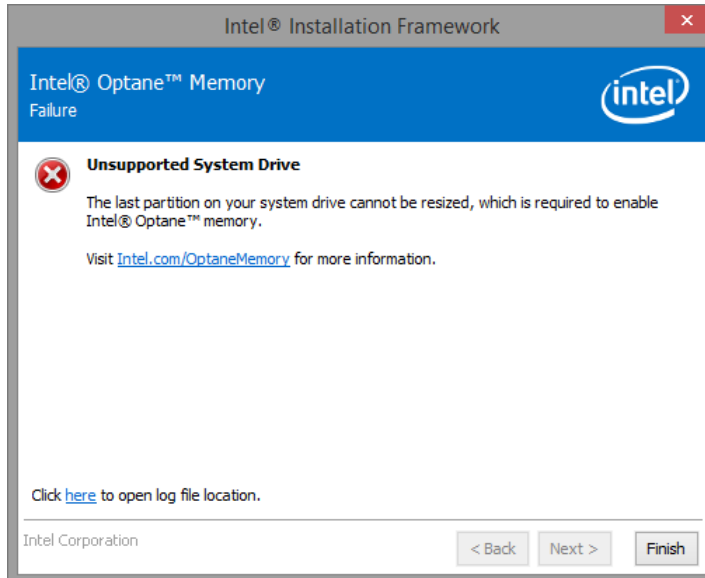 Intel® Installation Framework
Intel® Optane™ Memory
Failure
intel
Unsupported System Drive
The last partition on your system drive cannot be resized, which is required to enable
Intel® Optane™ memory.
Visit Intel.com/OptaneMemory for more information.
Click here to open log file location.
Intel Corporation
< Back Next > Finish